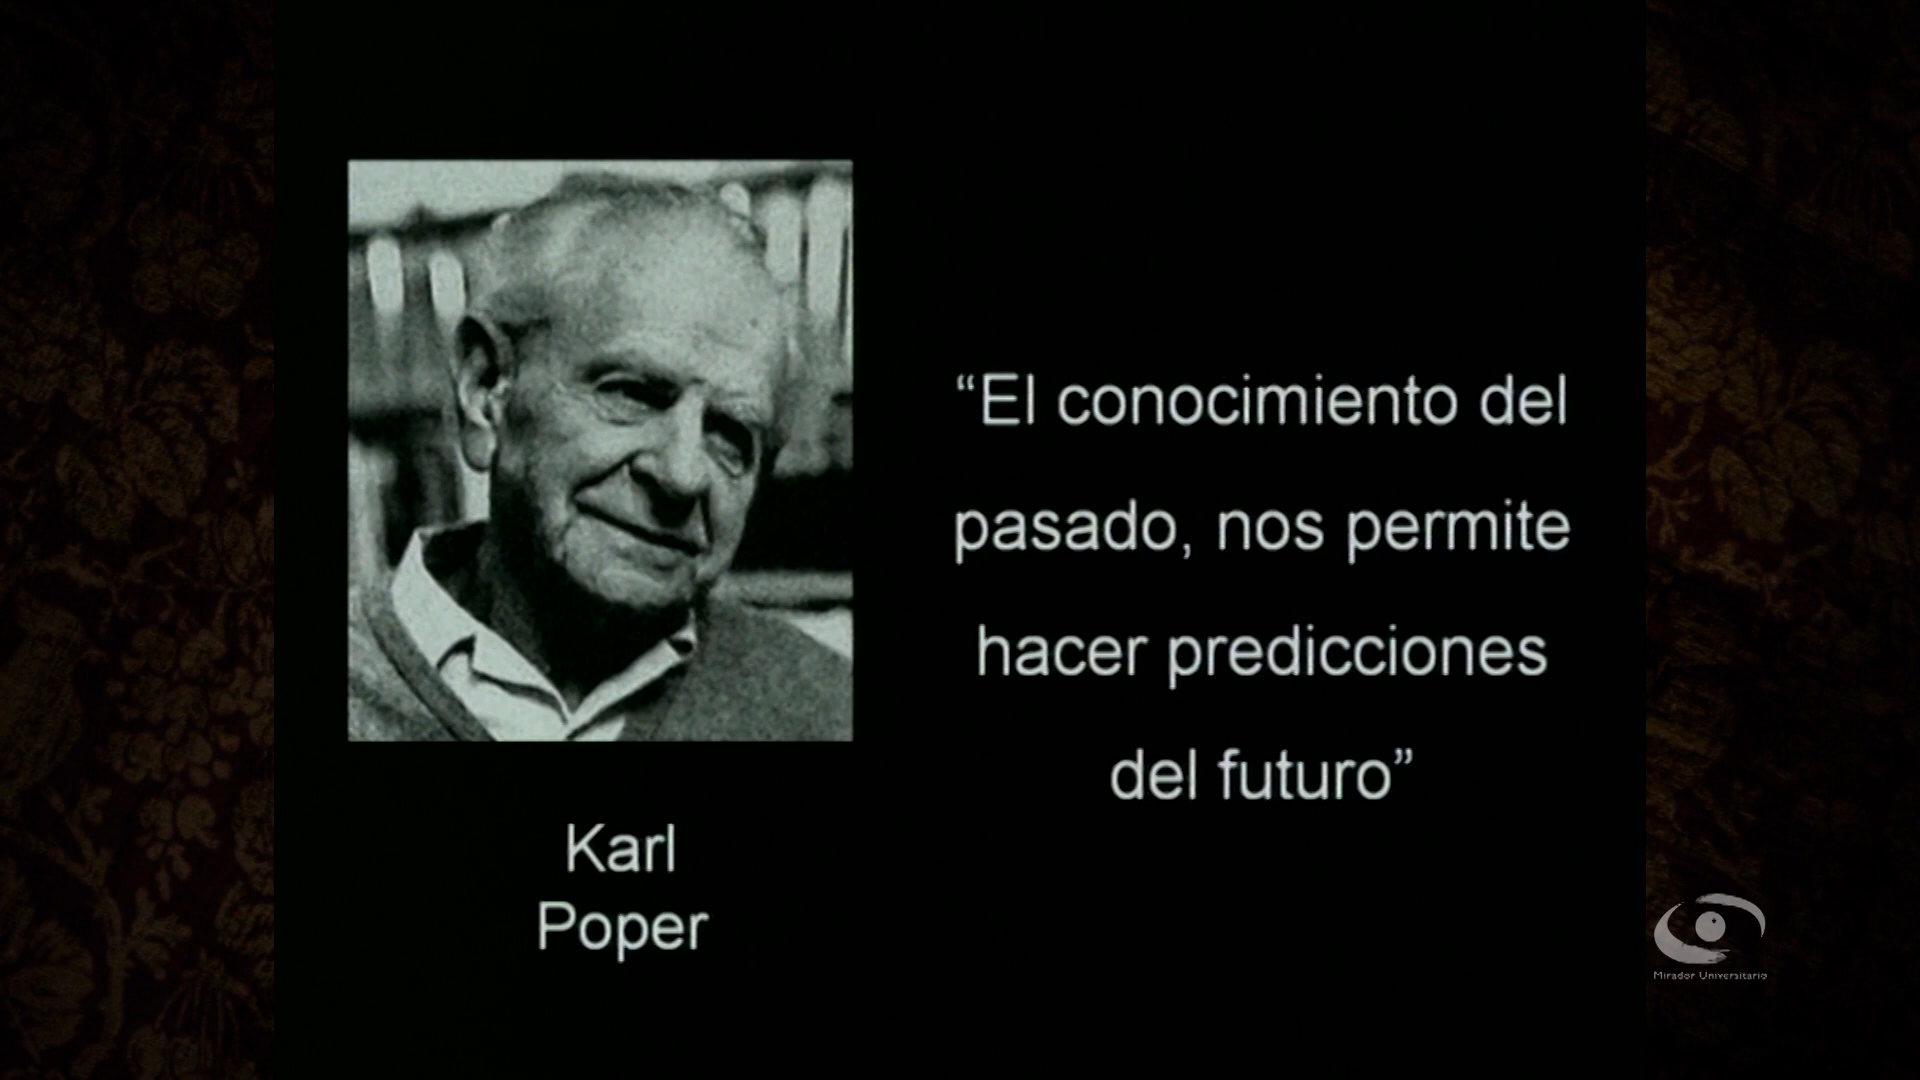 “El conocimiento del
pasado, nos permite
hacer predicciones
del futuro”
Karl
Poper
Mirador Universitario